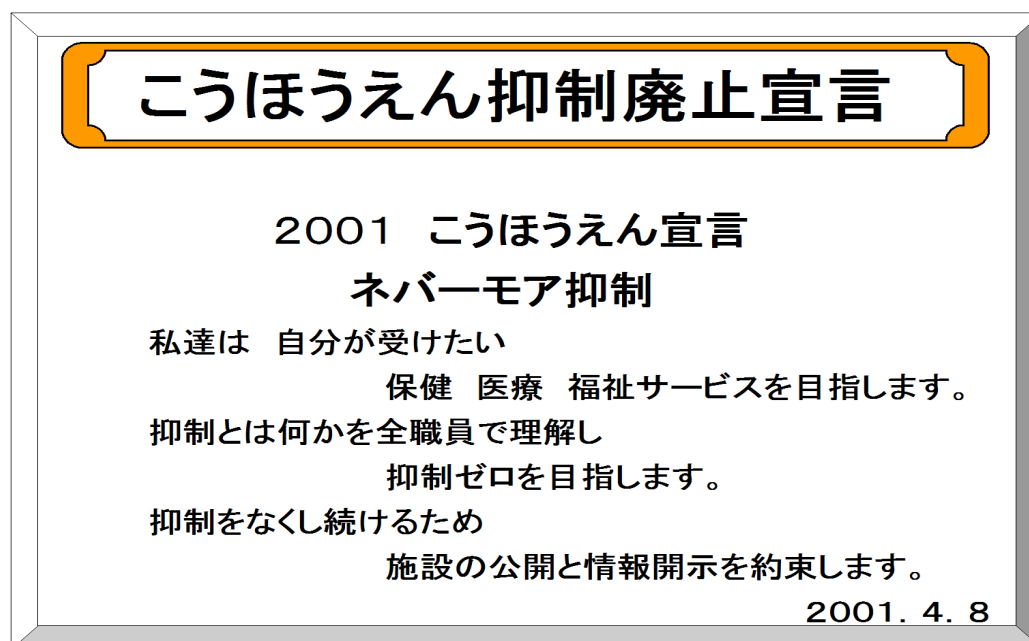 こうほうえん抑制廃止宣言
２００１　こうほうえん宣言
ネバーモア抑制
私達は　自分が受けたい
保健　医療　福祉サービスを目指します。
抑制とは何かを全職員で理解し
抑制ゼロを目指します。
抑制をなくし続けるため
施設の公開と情報開示を約束します。
２００１．４．８